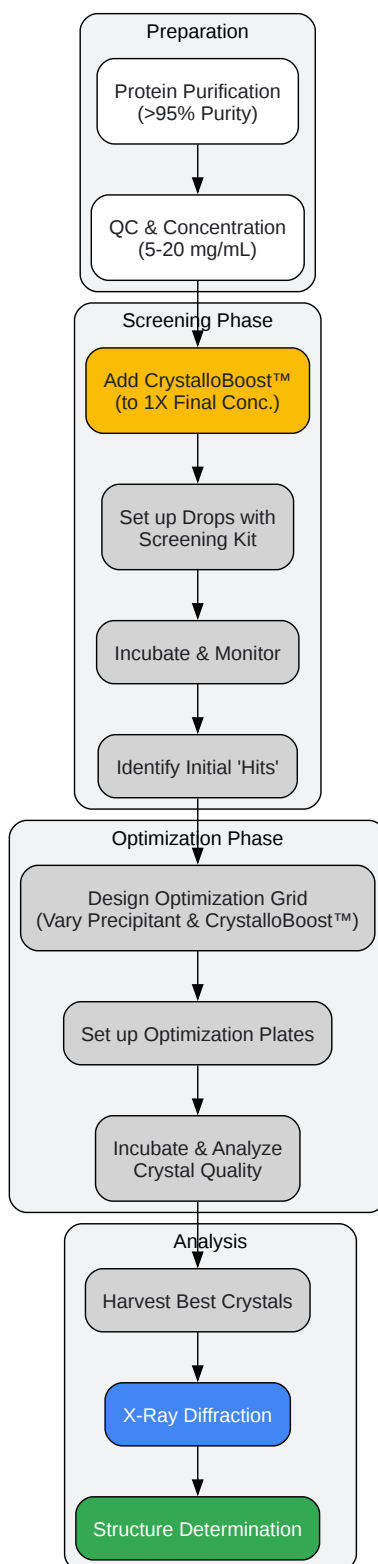 Preparation
Protein Purification
(>95% Purity)
QC & Concentration
(5-20 mg/mL)
Screening Phase
Add CrystalloBoost™
(to 1X Final Conc.)
Set up Drops with
Screening Kit
Incubate & Monitor
Identify Initial 'Hits'
Optimization Phase
Design Optimization Grid
(Vary Precipitant & CrystalloBoost™)
Set up Optimization Plates
Incubate & Analyze
Crystal Quality
Analysis
Harvest Best Crystals
X-Ray Diffraction
Structure Determination